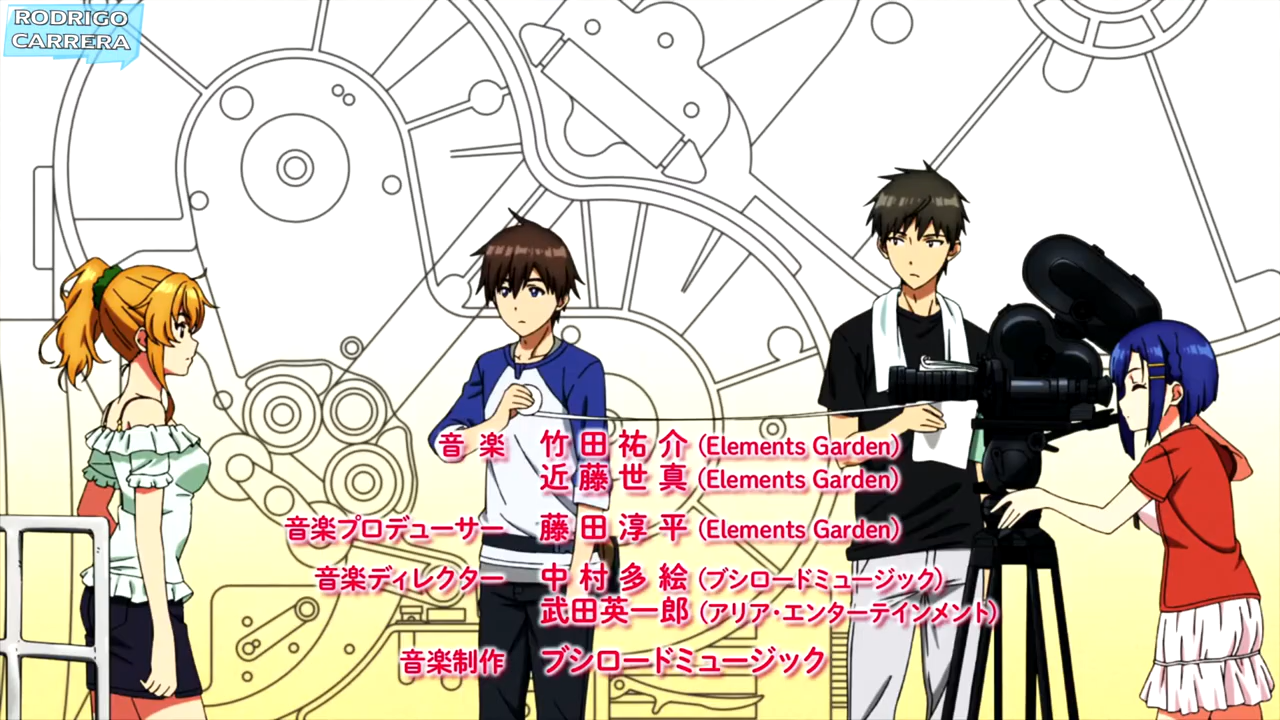 RODRIGO
CARRERA
音楽 竹田祐介 (Elements Garden)
近藤世真 (Elements Garden)
音楽プロデューサー 藤田淳平 (Elements Garden)
音楽ディレクター 中村多絵 (ブシロードミュージック)
武田英一郎 (アリア・エンターテインメント)
音楽制作 ブシロードミュージック